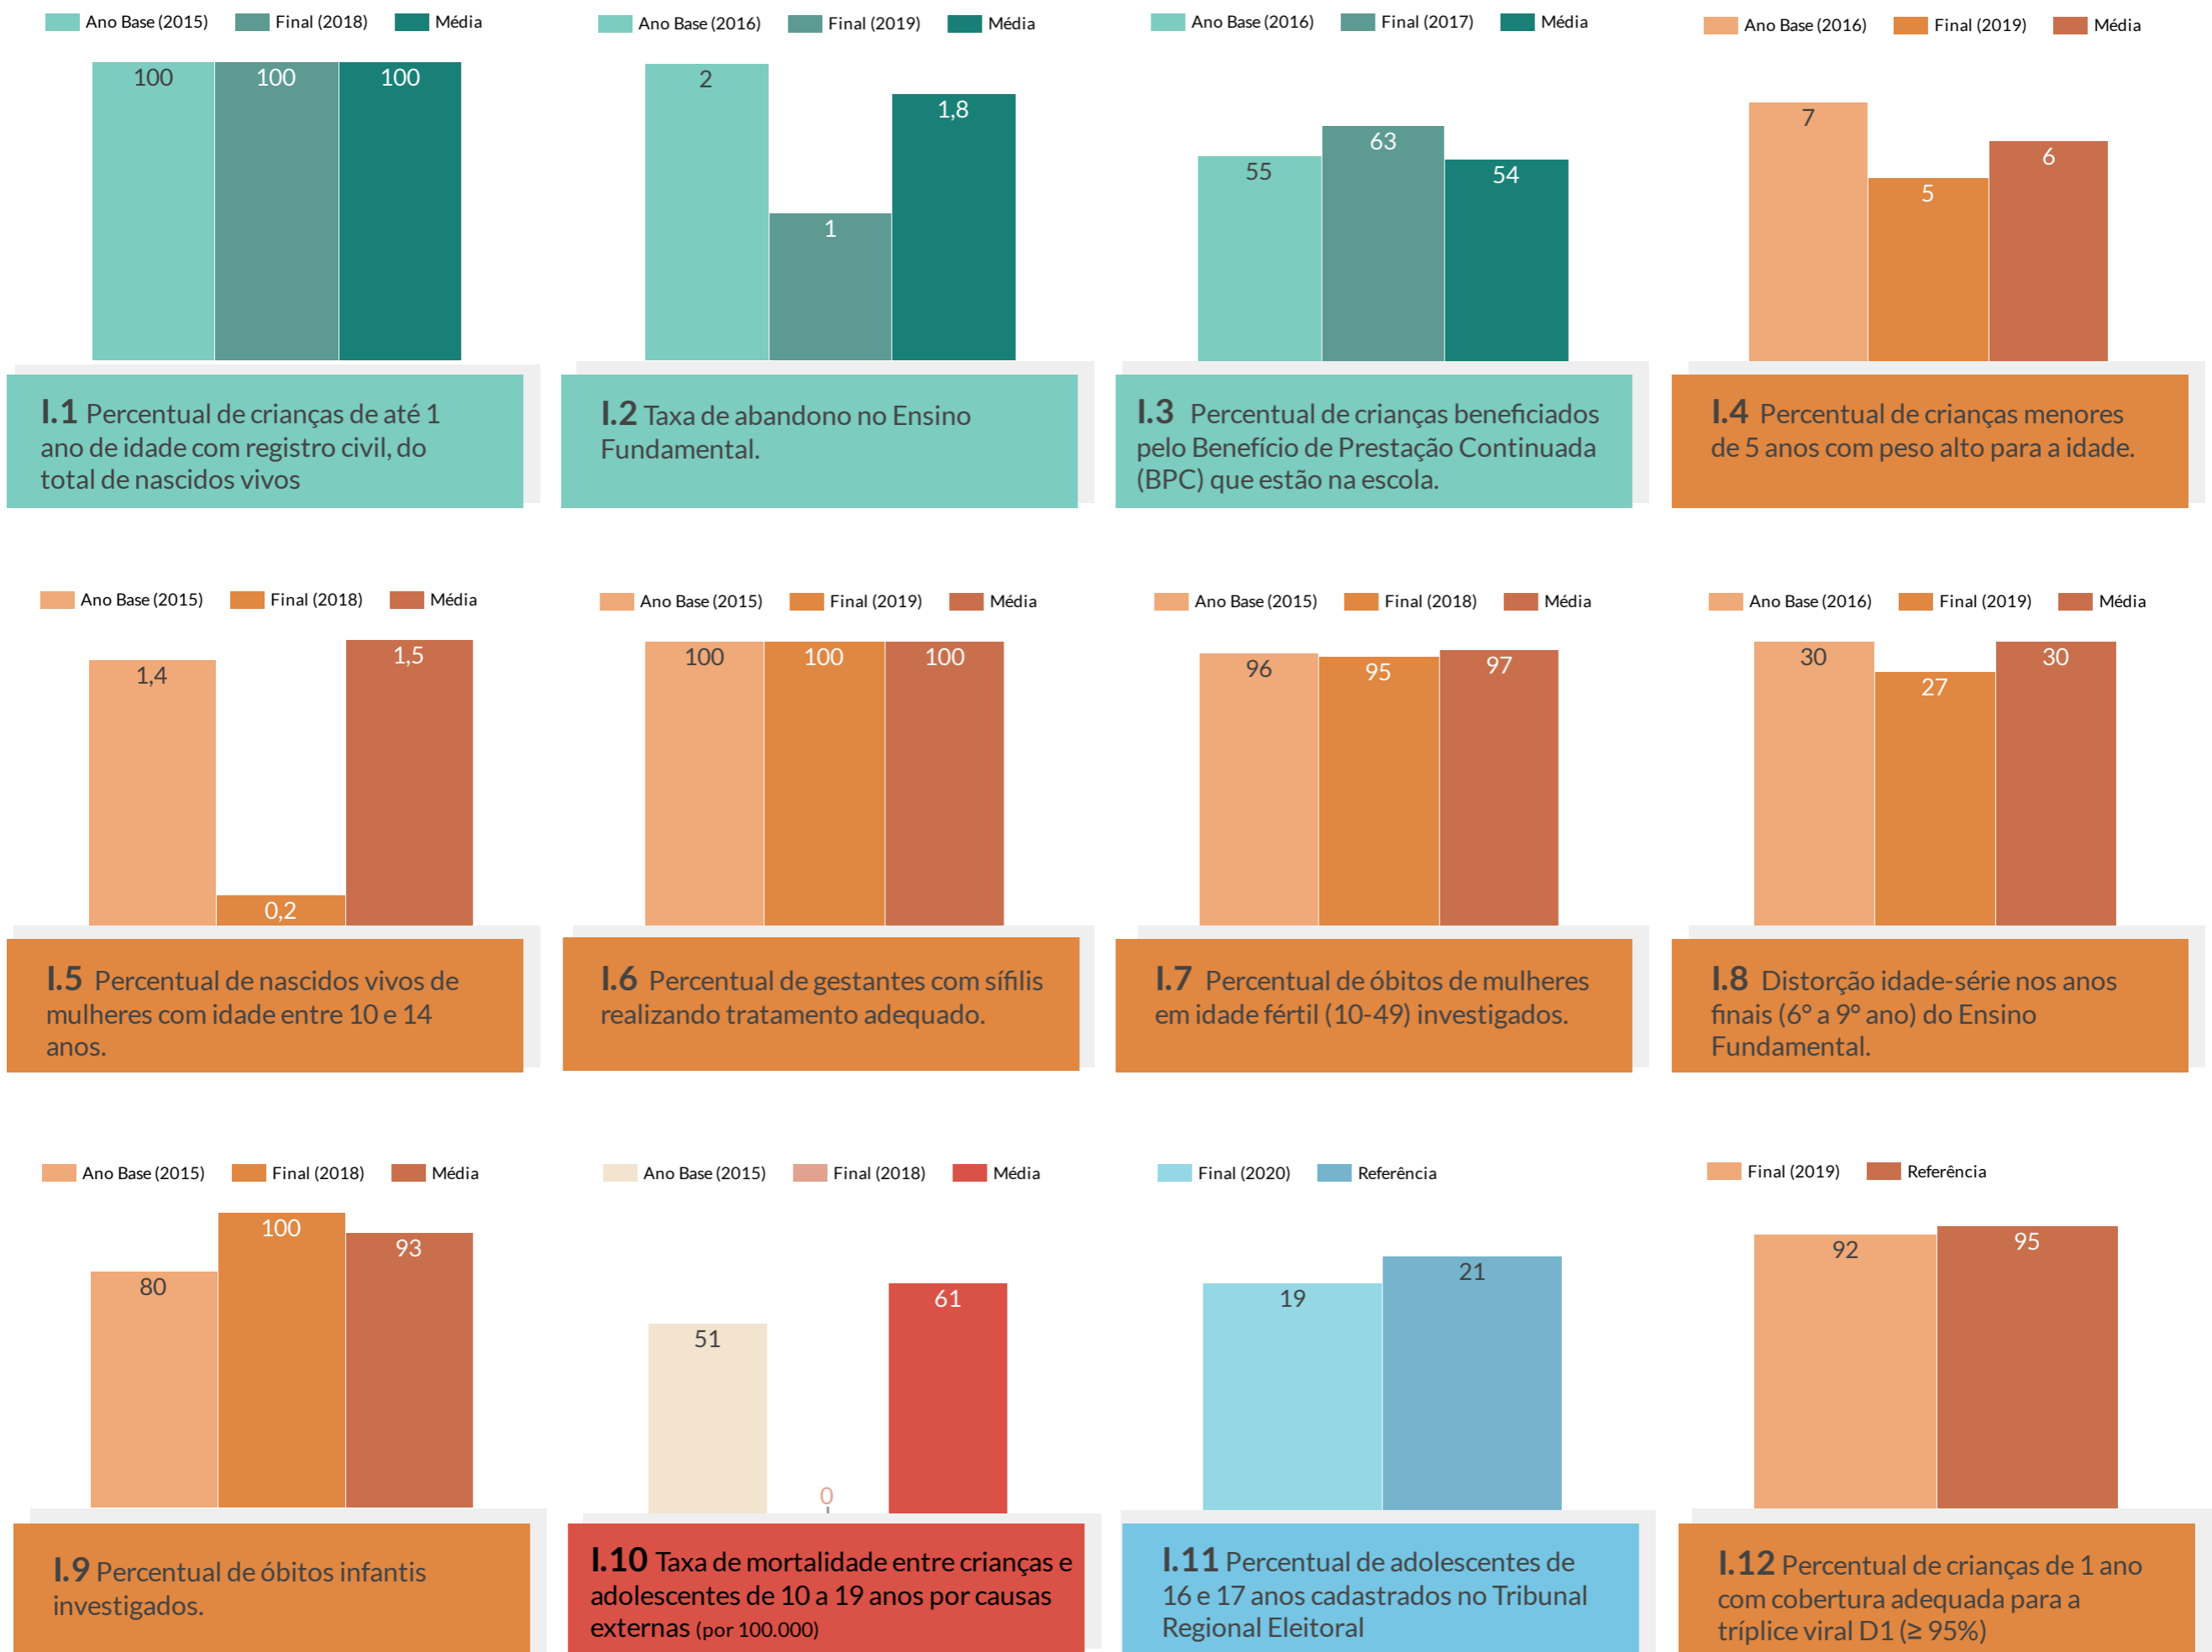 Ano Base (2015) Final (2018) Média
100 100 100
I.1 Percentual de crianças de até 1
ano de idade com registro civil, do
total de nascidos vivos
Ano Base (2016) Final (2019) Média
2 1 1,8
I.2 Taxa de abandono no Ensino
Fundamental.
Ano Base (2016) Final (2017) Média
55 63 54
I.3 Percentual de crianças beneficiados
pelo Benefício de Prestação Continuada
(BPC) que estão na escola.
Ano Base (2016) Final (2019) Média
7 5 6
I.4 Percentual de crianças menores
de 5 anos com peso alto para a idade.
Ano Base (2015) Final (2018) Média
1,4 0,2 1,5
I.5 Percentual de nascidos vivos de
mulheres com idade entre 10 e 14
anos.
Ano Base (2015) Final (2019) Média
100 100 100
I.6 Percentual de gestantes com sífilis
realizando tratamento adequado.
Ano Base (2015) Final (2018) Média
96 95 97
I.7 Percentual de óbitos de mulheres
em idade fértil (10-49) investigados.
Ano Base (2016) Final (2019) Média
30 27 30
I.8 Distorção idade-série nos anos
finais (6º a 9º ano) do Ensino
Fundamental.
Ano Base (2015) Final (2018) Média
80 100 93
I.9 Percentual de óbitos infantis
investigados.
Ano Base (2015) Final (2018) Média
51 0 61
I.10 Taxa de mortalidade entre crianças e
adolescentes de 10 a 19 anos por causas
externas (por 100.000)
Final (2020) Referência
19 21
I.11 Percentual de adolescentes de
16 e 17 anos cadastrados no Tribunal
Regional Eleitoral
Final (2019) Referência
92 95
I.12 Percentual de crianças de 1 ano
com cobertura adequada para a
tríplice viral D1 (≥ 95%)